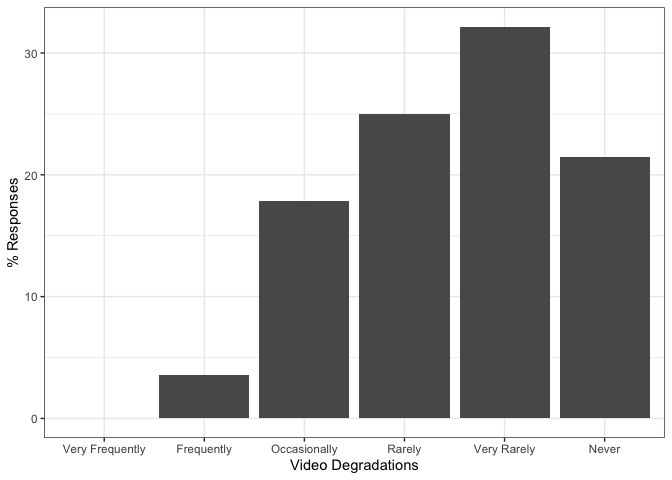 % Responses
30
20
10
0
Very Frequently Frequently Occasionally Rarely Very Rarely Never
Video Degradations